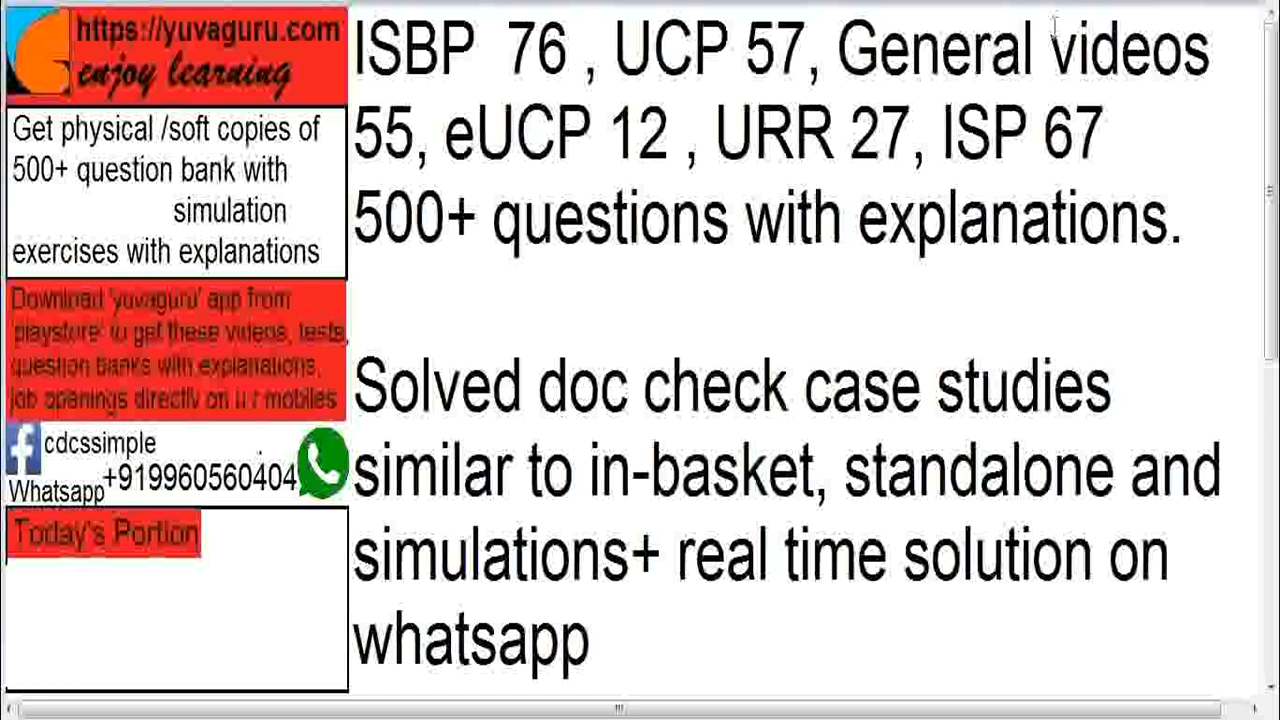 https://yuvaguru.com
enjoy learning
Get physical /soft copies of
500+ question bank with
simulation
exercises with explanations
Download 'yuvaguru' app from
'playstore' to get these videos, tests,
question banks with explanations,
job openings directly on u r mobiles
cdcssimple
Whatsapp +919960560404
Today's Portion
ISBP 76 , UCP 57, General videos
55, eUCP 12 , URR 27, ISP 67
500+ questions with explanations.
Solved doc check case studies
similar to in-basket, standalone and
simulations+ real time solution on
whatsapp